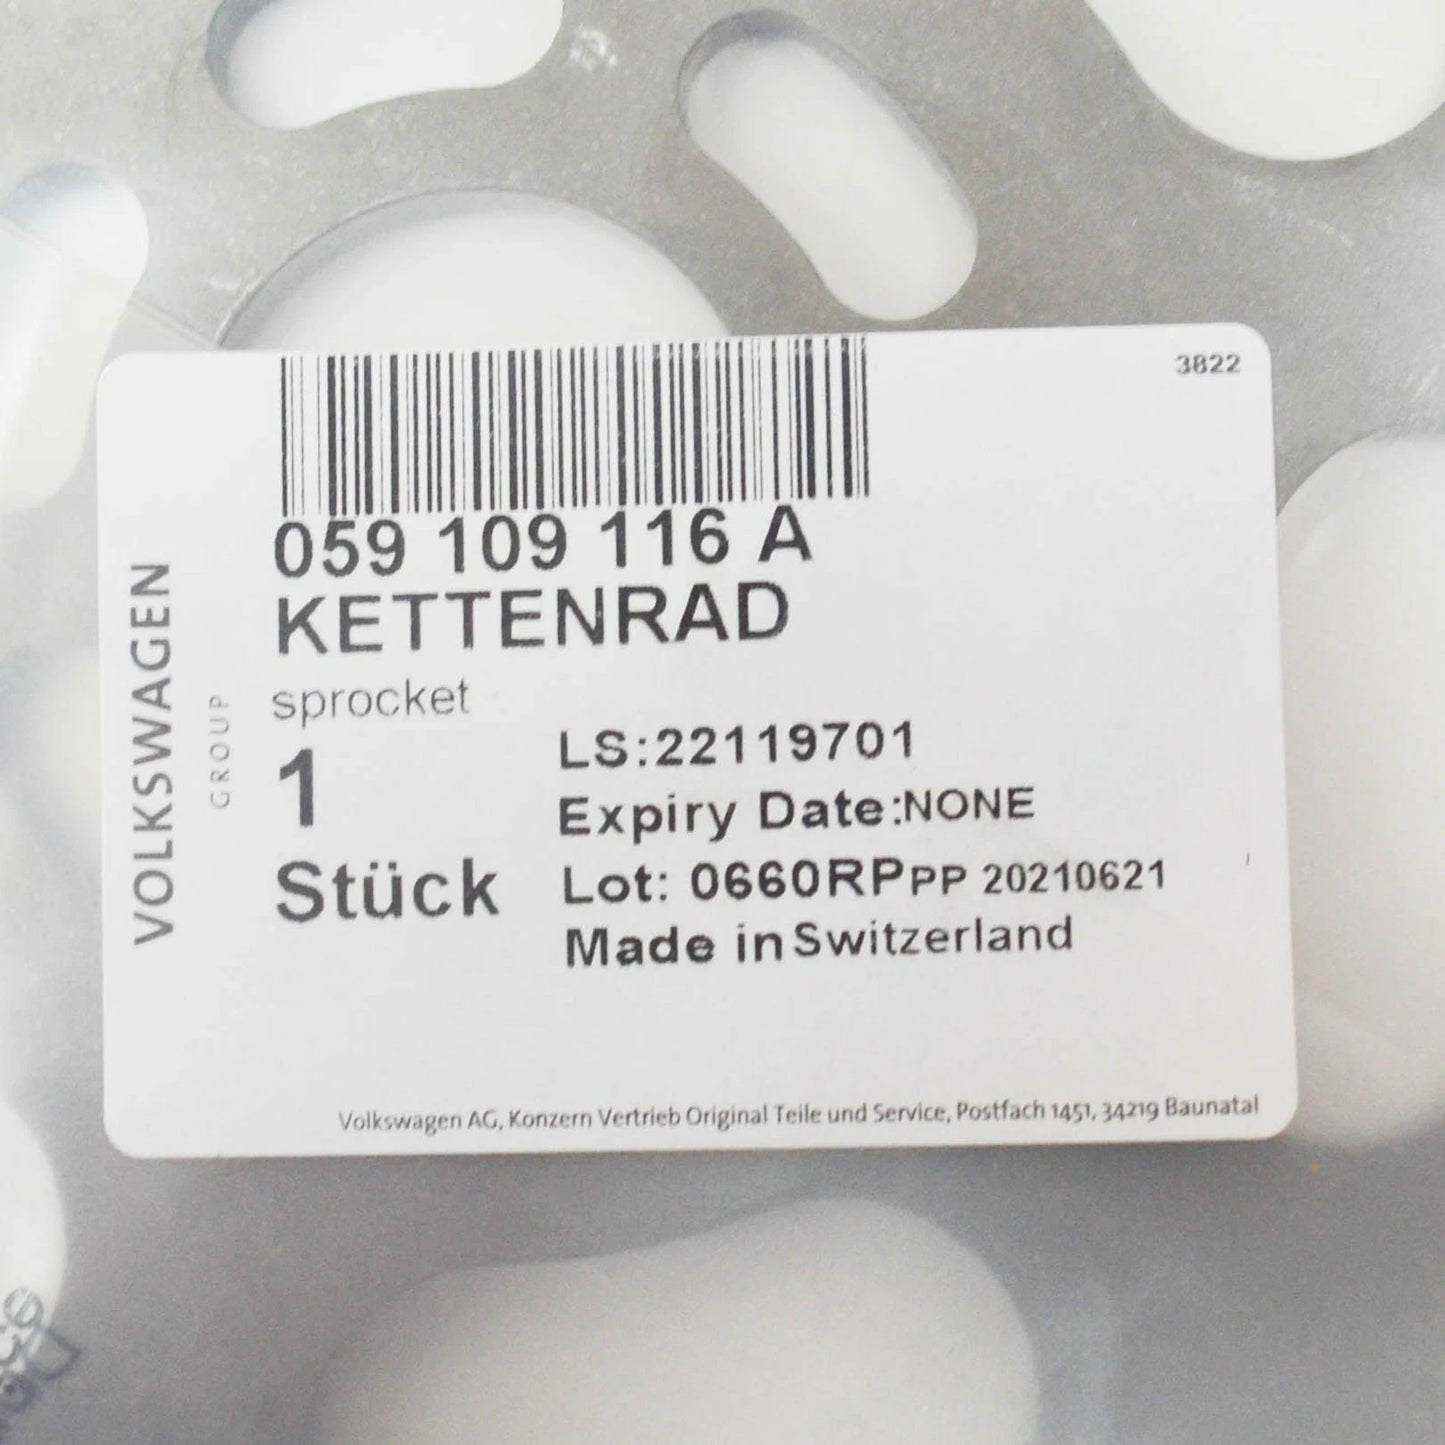 3822
059 109 116 A
KETTENRAD
sprocket
1
Stück
LS:22119701
Expiry Date:NONE
Lot: 0660RPPP 20210621
Made in Switzerland
VOLKSWAGEN
GROUP
Volkswagen AG, Konzern Vertrieb Original Teile und Service, Postfach 1451, 34219 Baunatal